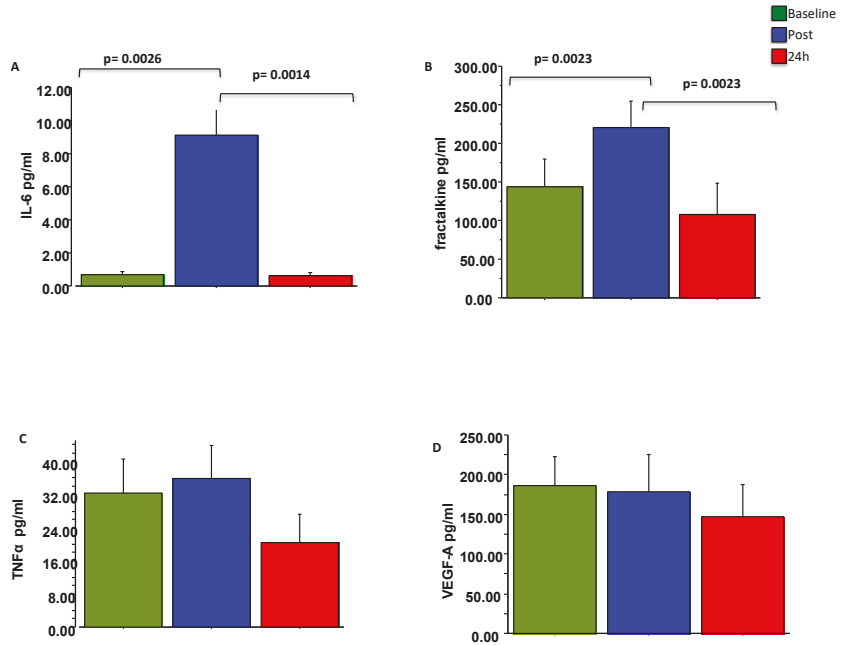 Baseline
Post
24h
A
p= 0.0026
p= 0.0014
12.00
10.00
8.00
6.00
4.00
2.00
0.00
IL-6 pg/ml
B
p= 0.0023
p= 0.0023
300.00
250.00
200.00
150.00
100.00
50.00
0.00
fractalkine pg/ml
C
40.00
32.00
24.00
16.00
8.00
0.00
TNFα pg/ml
D
250.00
200.00
150.00
100.00
50.00
0.00
VEGF-A pg/ml